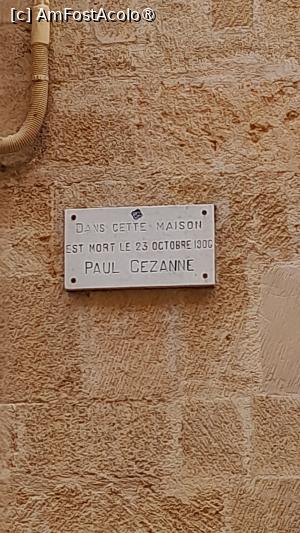 [c] AmFostAcolo®
DANS CETTE MAISON
EST MORT LE 23 OCTOBRE 1906
PAUL CEZANNE